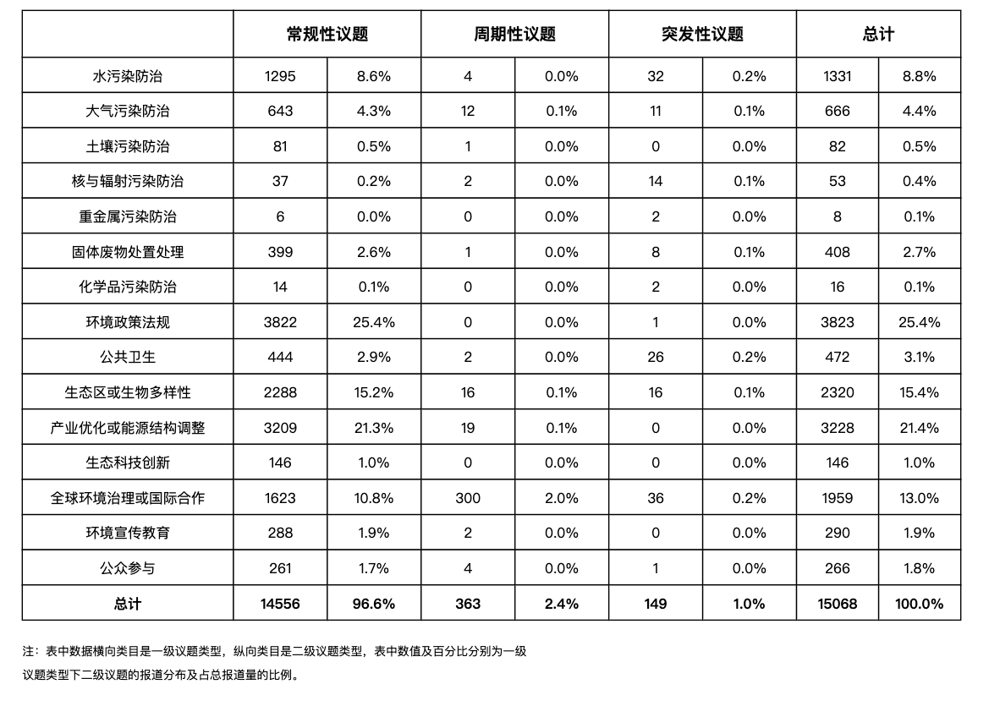 常规性议题 周期性议题 突发性议题 总计
水污染防治 1295 8.6% 4 0.0% 32 0.2% 1331 8.8%
大气污染防治 643 4.3% 12 0.1% 11 0.1% 666 4.4%
土壤污染防治 81 0.5% 1 0.0% 0 0.0% 82 0.5%
核与辐射污染防治 37 0.2% 2 0.0% 14 0.1% 53 0.4%
重金属污染防治 6 0.0% 0 0.0% 2 0.0% 8 0.1%
固体废物处置处理 399 2.6% 1 0.0% 8 0.1% 408 2.7%
化学品污染防治 14 0.1% 0 0.0% 2 0.0% 16 0.1%
环境政策法规 3822 25.4% 0 0.0% 1 0.0% 3823 25.4%
公共卫生 444 2.9% 2 0.0% 26 0.2% 472 3.1%
生态区或生物多样性 2288 15.2% 16 0.1% 16 0.1% 2320 15.4%
产业优化或能源结构调整 3209 21.3% 19 0.1% 0 0.0% 3228 21.4%
生态科技创新 146 1.0% 0 0.0% 0 0.0% 146 1.0%
全球环境治理或国际合作 1623 10.8% 300 2.0% 36 0.2% 1959 13.0%
环境宣传教育 288 1.9% 2 0.0% 0 0.0% 290 1.9%
公众参与 261 1.7% 4 0.0% 1 0.0% 266 1.8%
总计 14556 96.6% 363 2.4% 149 1.0% 15068 100.0%
注：表中数据横向类目是一级议题类型，纵向类目是二级议题类型，表中数值及百分比分别为一级
议题类型下二级议题的报道分布及占总报道量的比例。